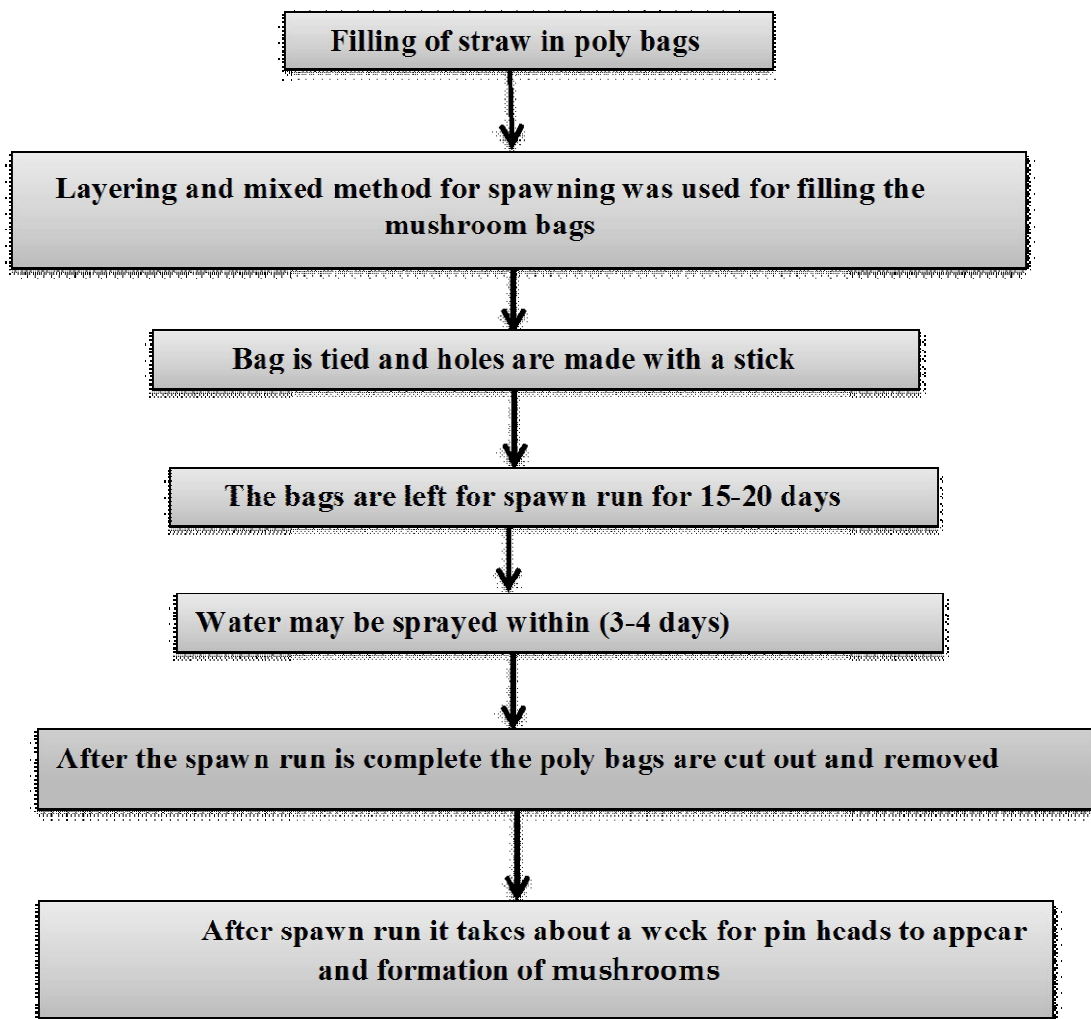 Filling of straw in poly bags
Layering and mixed method for spawning was used for filling the
mushroom bags
Bag is tied and holes are made with a stick
The bags are left for spawn run for 15-20 days
Water may be sprayed within (3-4 days)
After the spawn run is complete the poly bags are cut out and removed
After spawn run it takes about a week for pin heads to appear
and formation of mushrooms